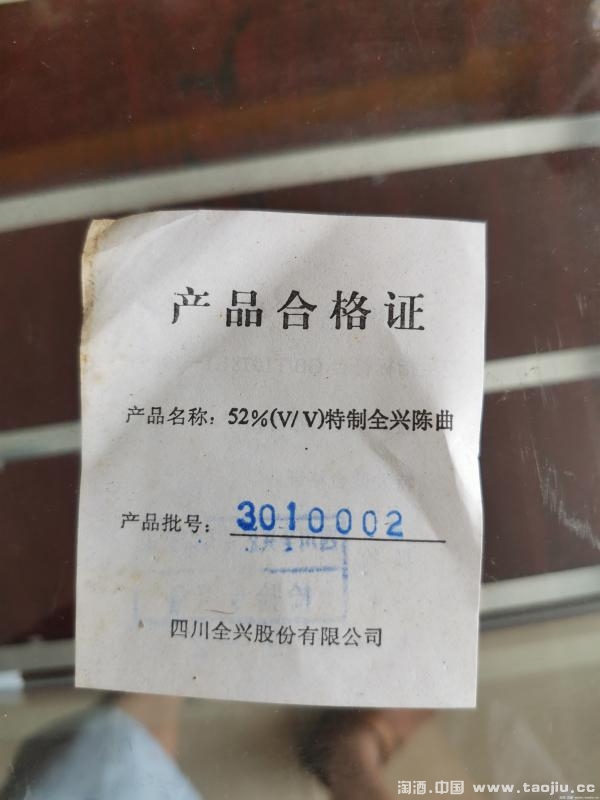 产品合格证
产品名称：52%(V/V)特制全兴陈曲
产品批号：3010002
四川全兴股份有限公司
淘酒.中国 www.taojiu.cc